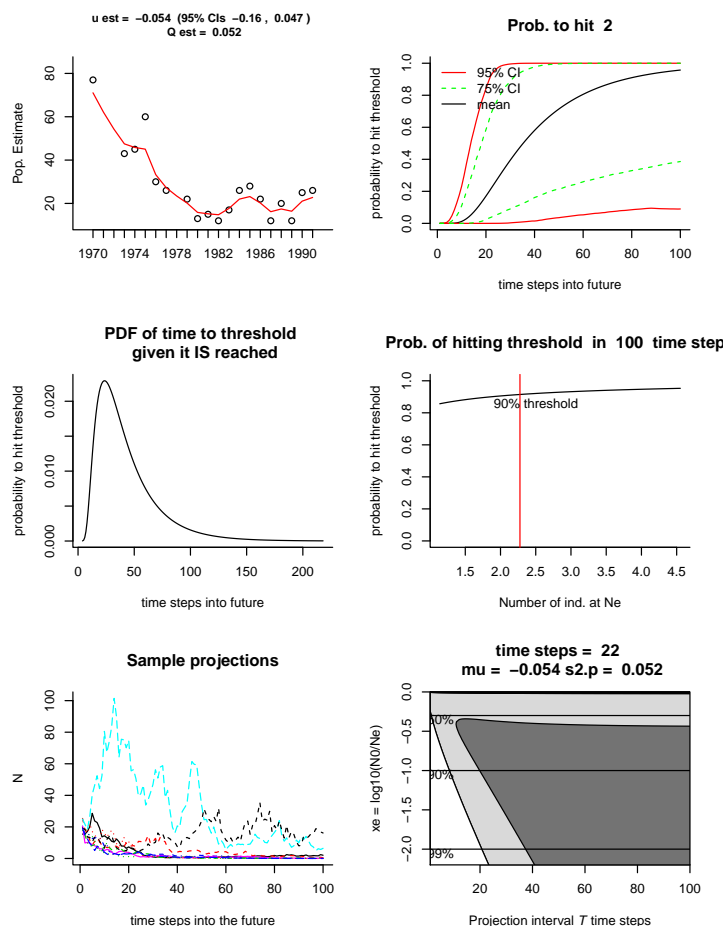 u est = −0.054 (95% CIs −0.16 , 0.047 )
Q est = 0.052
Pop. Estimate
20
40
60
80
1970 1974 1978 1982 1986 1990
Prob. to hit 2
probability to hit threshold
0.0 0.2 0.4 0.6 0.8 1.0
95% CI
75% CI
mean
0 20 40 60 80 100
time steps into future
PDF of time to threshold
given it IS reached
probability to hit threshold
0.000 0.010 0.020
0 50 100 150 200
time steps into future
Prob. of hitting threshold in 100 time step
probability to hit threshold
0.0 0.2 0.4 0.6 0.8 1.0
90% threshold
1.5 2.0 2.5 3.0 3.5 4.0 4.5
Number of ind. at Ne
Sample projections
N
0 20 40 60 80 100
0 20 40 60 80 100
time steps into the future
time steps = 22
mu = −0.054 s2.p = 0.052
xe = log10(N0/Ne)
−2.0 −1.5 −1.0 −0.5 0.0
90%
99%
20 40 60 80 100
Projection interval T time steps